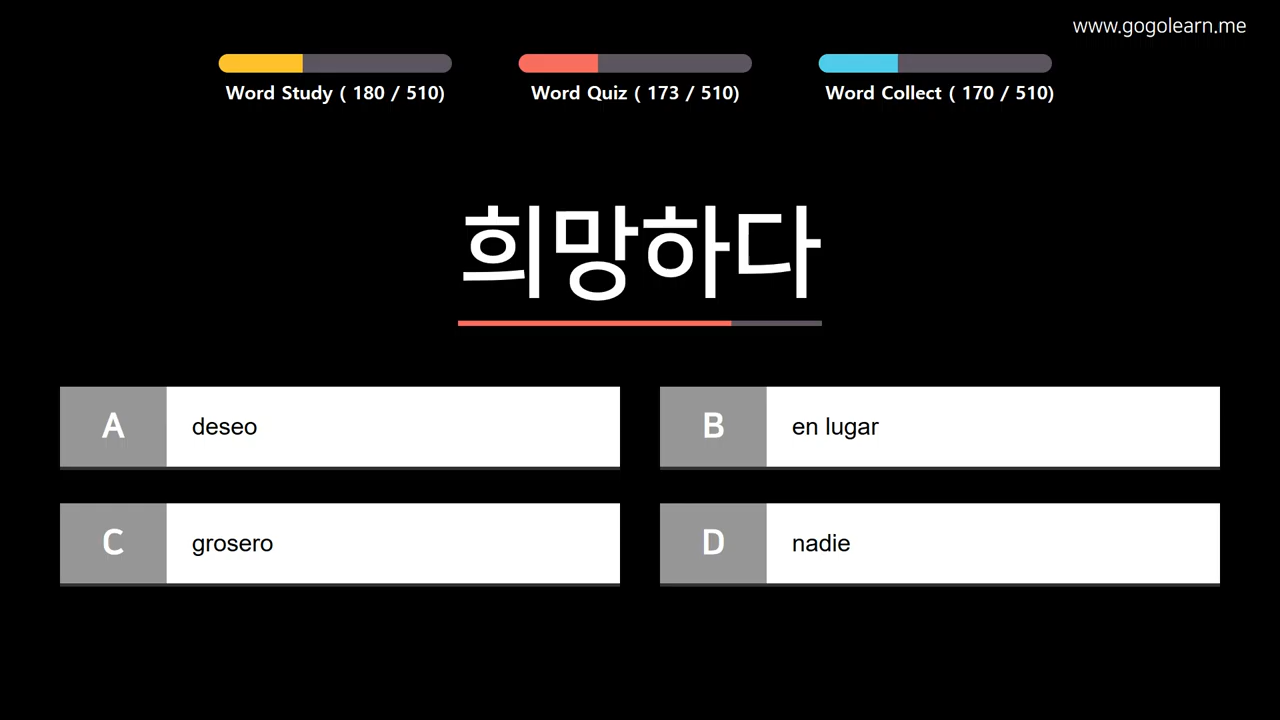 www.gogolearn.me
Word Study ( 180 / 510)
Word Quiz ( 173 / 510)
Word Collect ( 170 / 510)
희망하다
A deseo
B en lugar
C grosero
D nadie